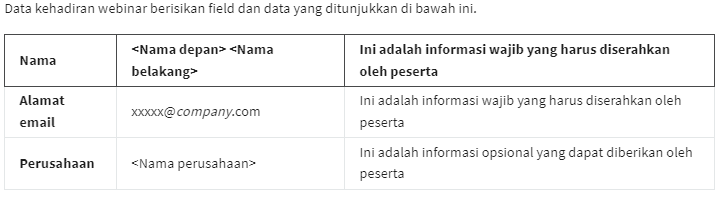 Data kehadiran webinar berisikan field dan data yang ditunjukkan di bawah ini.
Nama
<Nama depan> <Nama
belakang>
Ini adalah informasi wajib yang harus diserahkan
oleh peserta
Alamat
email
xxxxx@company.com
Ini adalah informasi wajib yang harus diserahkan oleh
peserta
Perusahaan
<Nama perusahaan>
Ini adalah informasi opsional yang dapat diberikan oleh
peserta